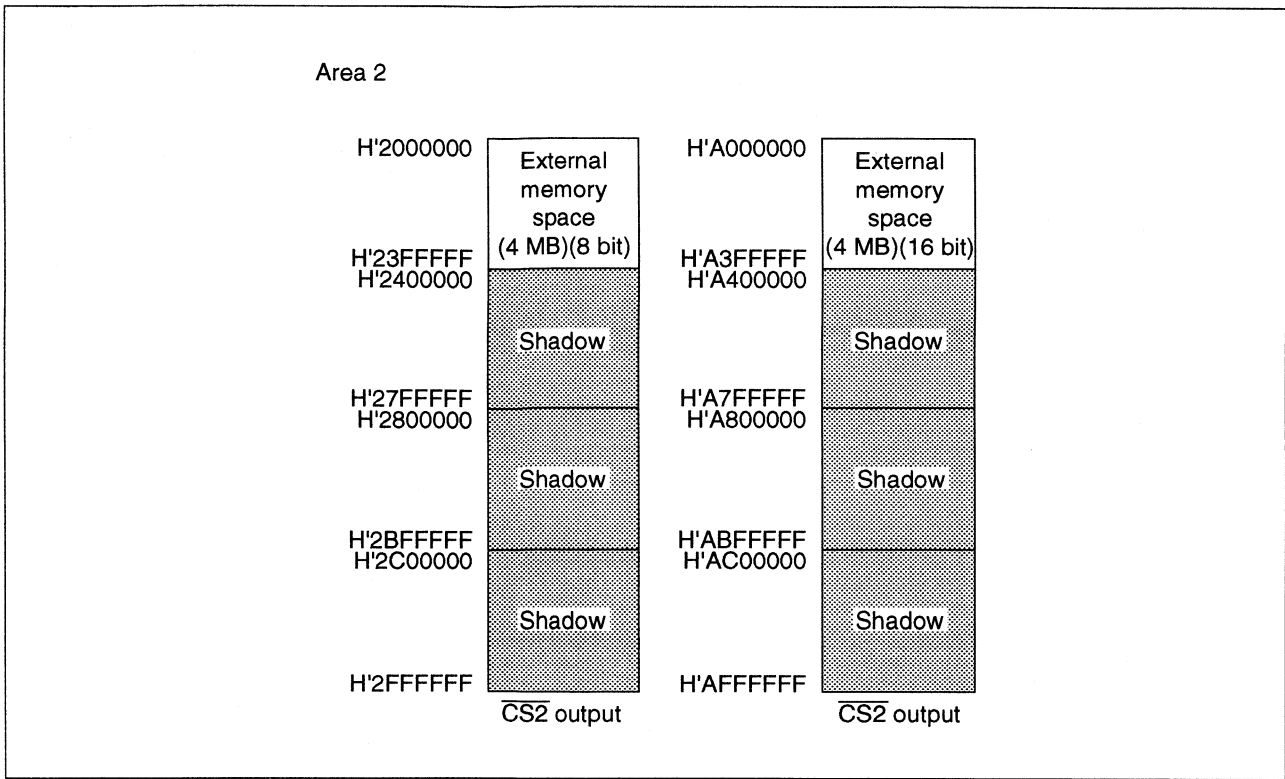 Area 2
H'2000000
External
memory
space
(4 MB)(8 bit)
H'23FFFFF
H'2400000
Shadow
H'27FFFFF
H'2800000
Shadow
H'2BFFFFF
H'2C00000
Shadow
H'2FFFFFF
CS2 output
H'A000000
External
memory
space
(4 MB)(16 bit)
H'A3FFFFF
H'A400000
Shadow
H'A7FFFFF
H'A800000
Shadow
H'ABFFFFF
H'AC00000
Shadow
H'AFFFFFF
CS2 output